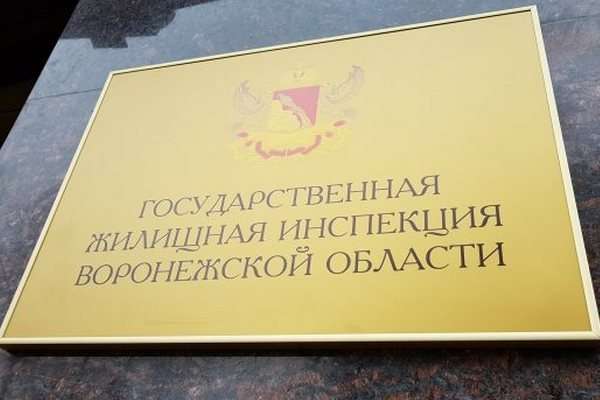 ГОСУДАРСТВЕННАЯ
ЖИЛИЩНАЯ ИНСПЕКЦИЯ
ВОРОНЕЖСКОЙ ОБЛАСТИ